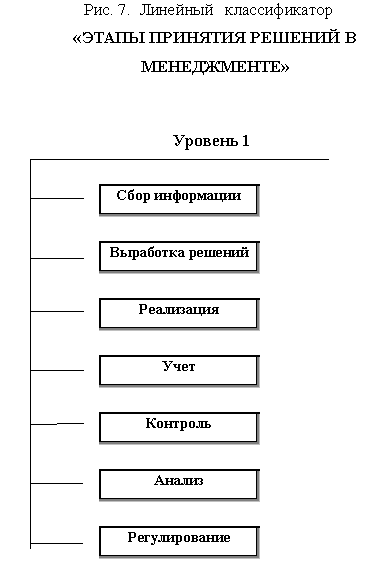 Рис. 7. Линейный классификатор
«ЭТАПЫ ПРИНЯТИЯ РЕШЕНИЙ В
МЕНЕДЖМЕНТЕ»
Уровень 1
Сбор информации
Выработка решений
Реализация
Учет
Контроль
Анализ
Регулирование